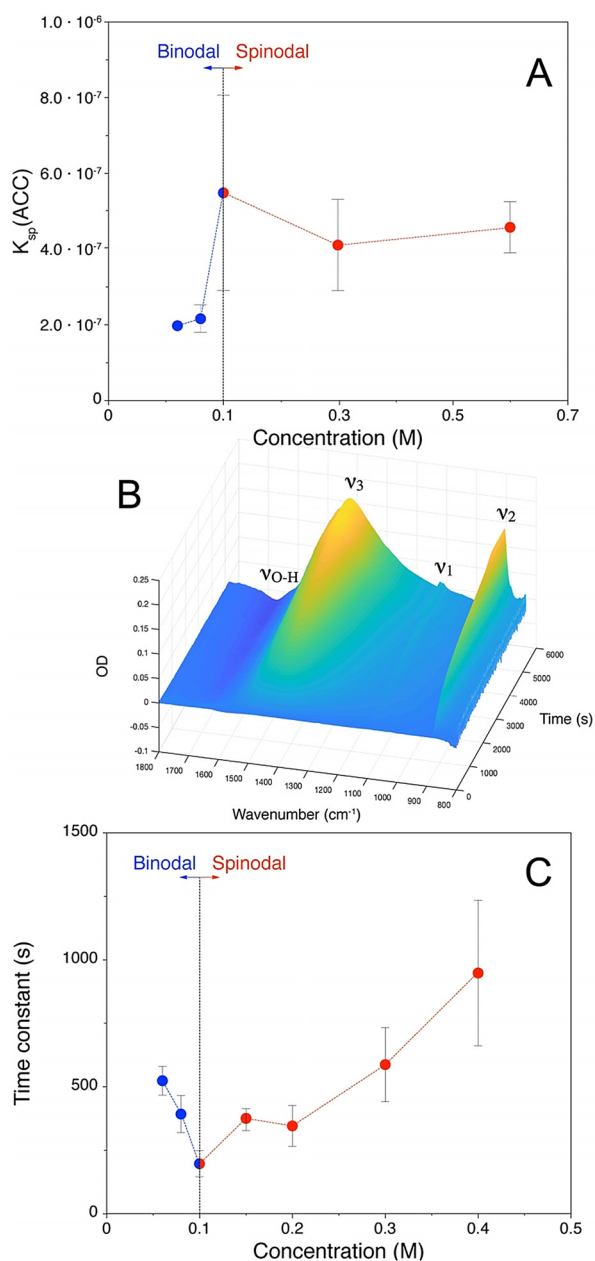 A
Binodal Spinodal
1.0 · 10⁻⁶
8.0 · 10⁻⁷
6.0 · 10⁻⁷
4.0 · 10⁻⁷
2.0 · 10⁻⁷
0
Kₛₚ(ACC)
0 0.1 0.3 0.5 0.7
Concentration (M)
B
ν₃
ν₂
ν₁
νO-H
0.25
0.2
0.15
0.1
0.05
0
-0.05
-0.1
OD
1800 1700 1600 1500 1400 1300 1200 1100 1000 900 800
Wavenumber (cm⁻¹)
0 1000 2000 3000 4000 5000 6000
Time (s)
C
Binodal Spinodal
1500
1000
500
0
Time constant (s)
0 0.1 0.2 0.3 0.4 0.5
Concentration (M)